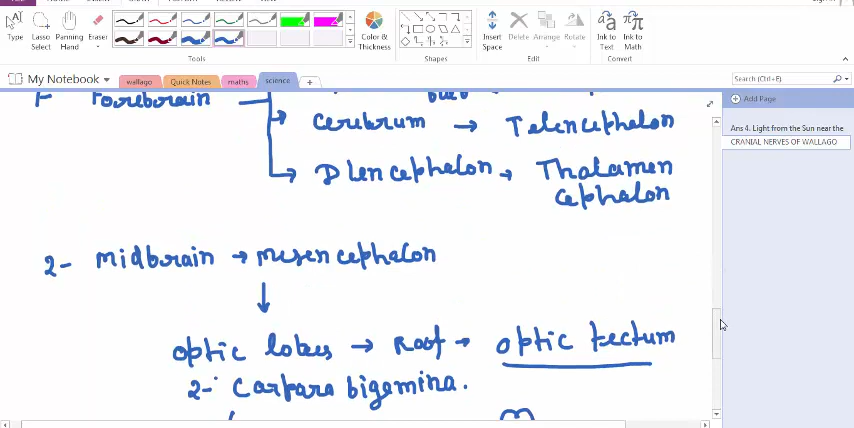 Type
Lasso Select
Panning Hand
Eraser
Color & Thickness
Insert Space
Delete
Arrange
Rotate
Ink to Text
Ink to Math
Tools
Shapes
Edit
Convert
My Notebook
wallago
Quick Notes
maths
science
Search (Ctrl+E)
Add Page
Ans 4. Light from the Sun near the
CRANIAL NERVES OF WALLAGO
1- Forebrain
Cerebrum → Telencephalon
Diencephalon → Thalamen
cephalon
2- midbrain → mesencephalon
optic lobes → Roof → optic tectum
2- Carpara bigemina.